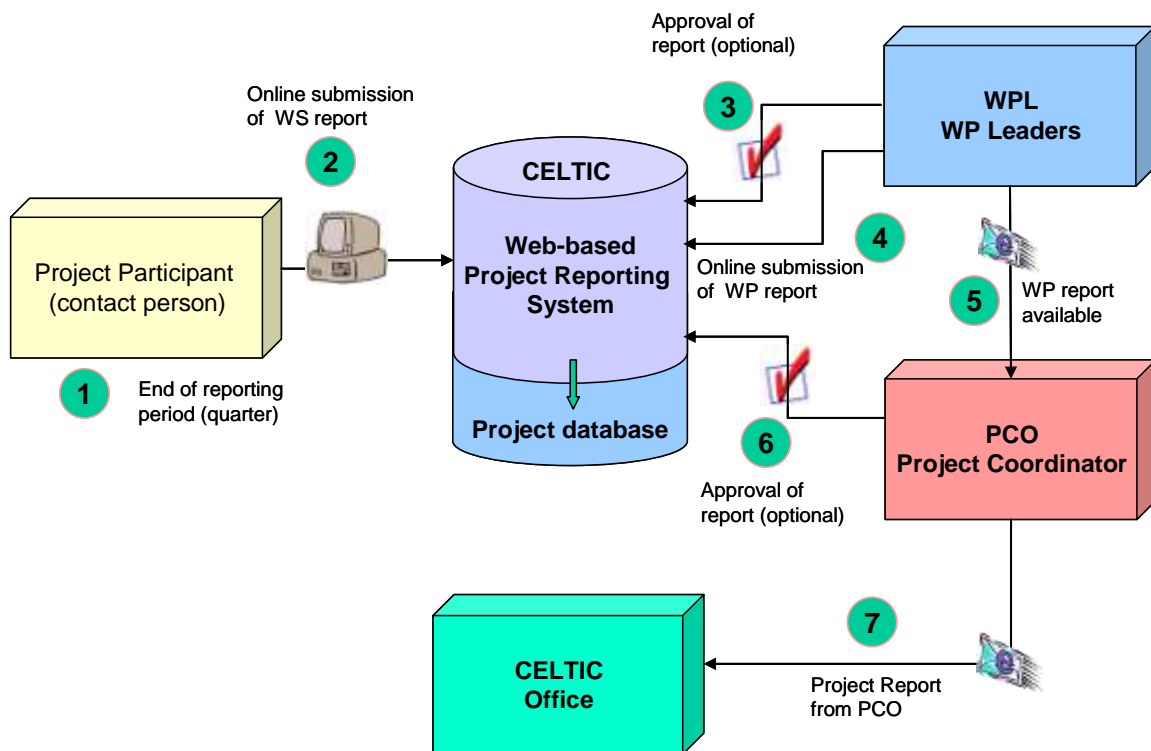 Approval of
report (optional)
3
WPL
WP Leaders
Online submission
of WS report
2
CELTIC
Web-based
Project Reporting
System
Project database
Project Participant
(contact person)
1
End of reporting
period (quarter)
4
Online submission
of WP report
5
WP report
available
6
Approval of
report (optional)
PCO
Project Coordinator
7
Project Report
from PCO
CELTIC
Office